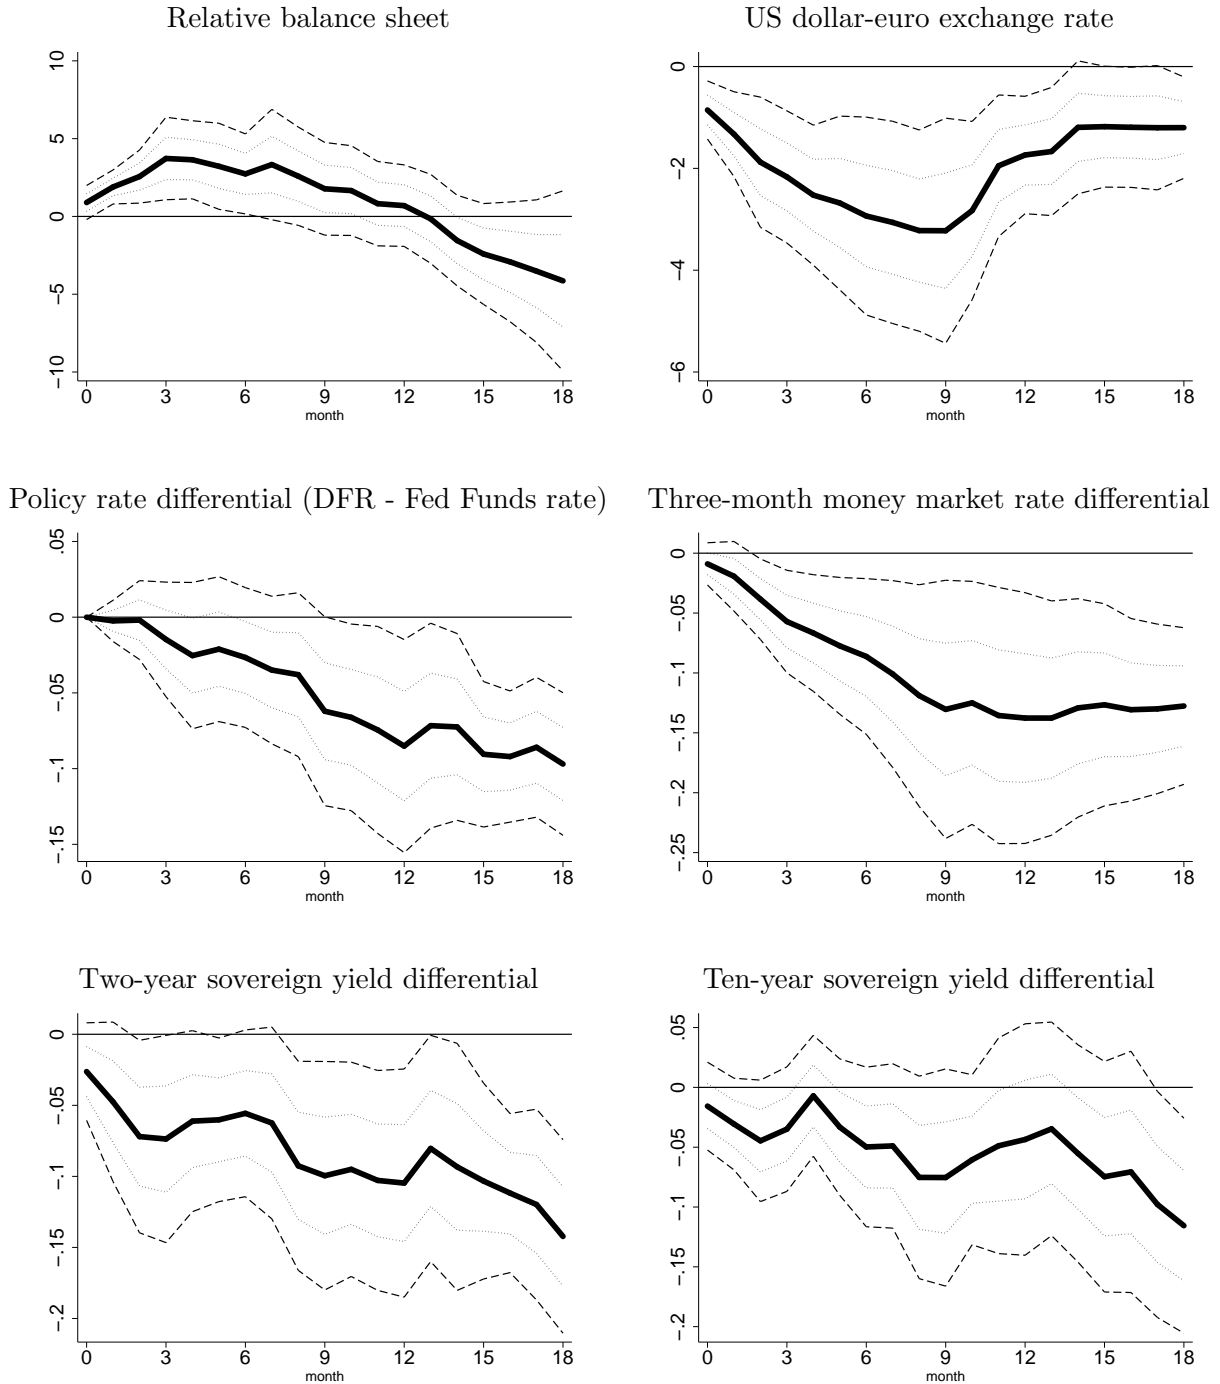 Relative balance sheet
10
5
0
−5
−10
0 3 6 9 12 15 18
month
US dollar-euro exchange rate
0
−2
−4
−6
0 3 6 9 12 15 18
month
Policy rate differential (DFR - Fed Funds rate)
.05
0
−.05
−.1
−.15
0 3 6 9 12 15 18
month
Three-month money market rate differential
0
−.05
−.1
−.15
−.2
−.25
0 3 6 9 12 15 18
month
Two-year sovereign yield differential
0
−.05
−.1
−.15
−.2
0 3 6 9 12 15 18
month
Ten-year sovereign yield differential
.05
0
−.05
−.1
−.15
−.2
0 3 6 9 12 15 18
month